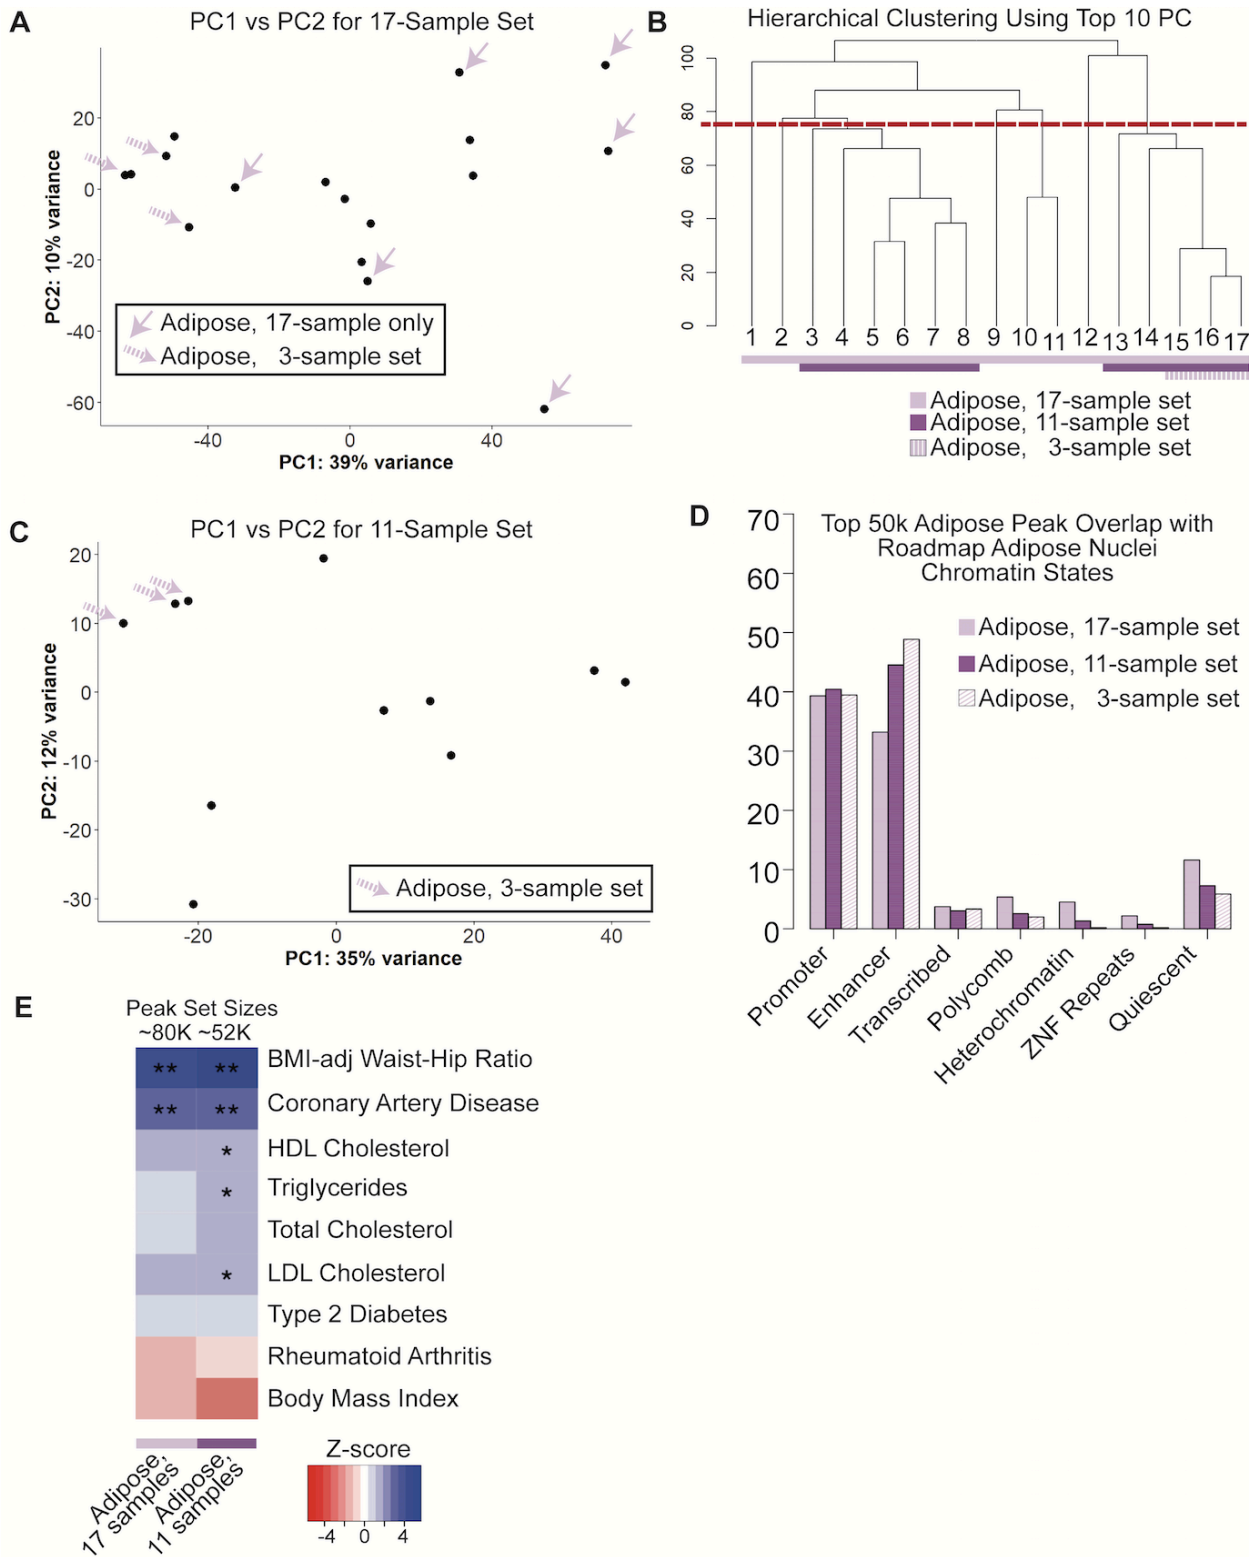 A
PC1 vs PC2 for 17-Sample Set
20
0
-20
-40
-60
PC2: 10% variance
-40
0
40
PC1: 39% variance
Adipose, 17-sample only
Adipose, 3-sample set
B
Hierarchical Clustering Using Top 10 PC
100
80
60
40
20
0
1 2 3 4 5 6 7 8 9 10 11 12 13 14 15 16 17
Adipose, 17-sample set
Adipose, 11-sample set
Adipose, 3-sample set
C
PC1 vs PC2 for 11-Sample Set
20
10
0
-10
-20
-30
PC2: 12% variance
-20
0
20
40
PC1: 35% variance
Adipose, 3-sample set
D
Top 50k Adipose Peak Overlap with
Roadmap Adipose Nuclei
Chromatin States
70
60
50
40
30
20
10
0
Adipose, 17-sample set
Adipose, 11-sample set
Adipose, 3-sample set
Promoter
Enhancer
Transcribed
Polycomb
Heterochromatin
ZNF Repeats
Quiescent
E
Peak Set Sizes
~80K ~52K
** ** BMI-adj Waist-Hip Ratio
** ** Coronary Artery Disease
* HDL Cholesterol
* Triglycerides
Total Cholesterol
* LDL Cholesterol
Type 2 Diabetes
Rheumatoid Arthritis
Body Mass Index
Adipose,
17 samples
Adipose,
11 samples
Z-score
-4 0 4